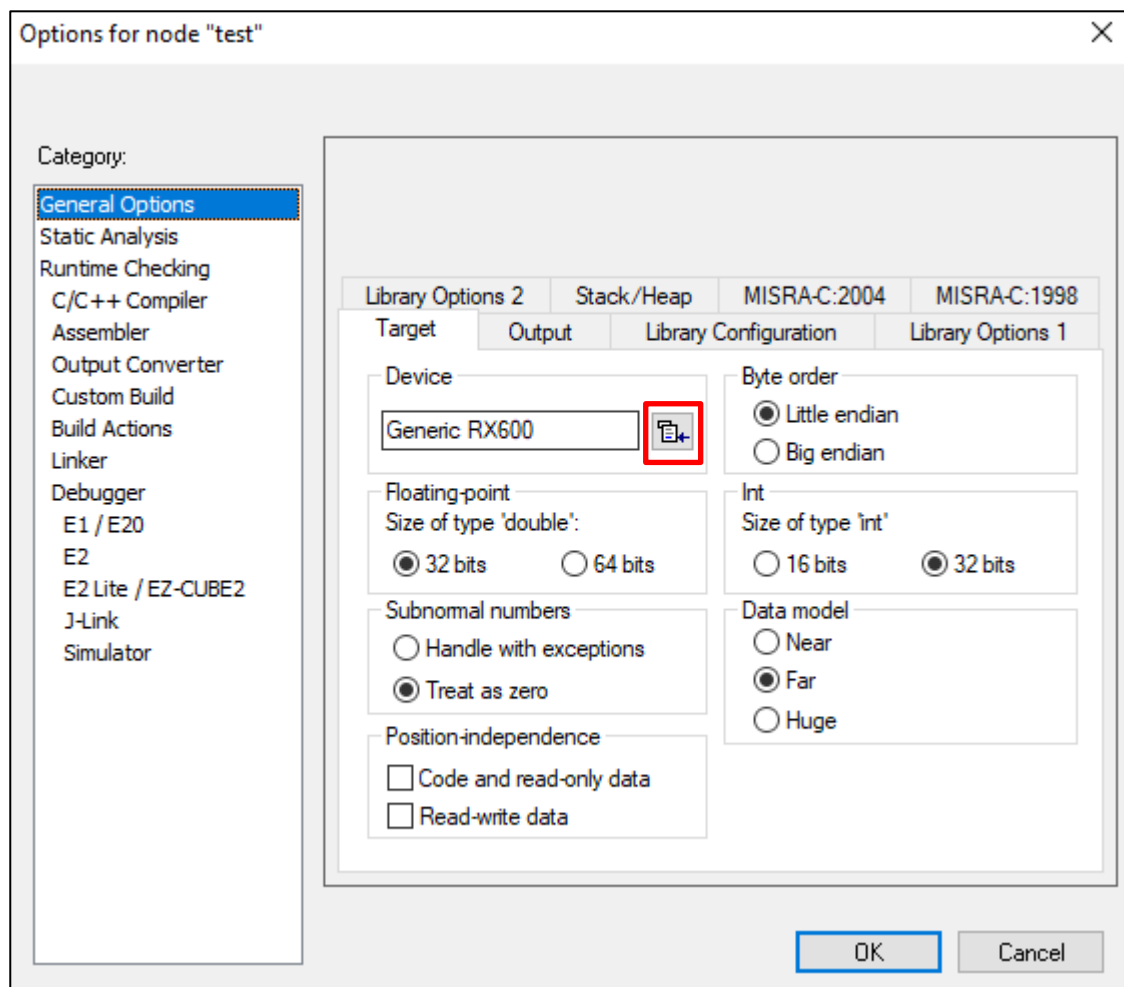 Options for node "test"
Category:
General Options
Static Analysis
Runtime Checking
C/C++ Compiler
Assembler
Output Converter
Custom Build
Build Actions
Linker
Debugger
E1 / E20
E2
E2 Lite / EZ-CUBE2
J-Link
Simulator
Library Options 2 Stack/Heap MISRA-C:2004 MISRA-C:1998
Target Output Library Configuration Library Options 1
Device
Generic RX600
Byte order
Little endian
Big endian
Floating-point
Size of type 'double':
32 bits 64 bits
Int
Size of type 'int'
16 bits 32 bits
Subnormal numbers
Handle with exceptions
Treat as zero
Data model
Near
Far
Huge
Position-independence
Code and read-only data
Read-write data
OK Cancel